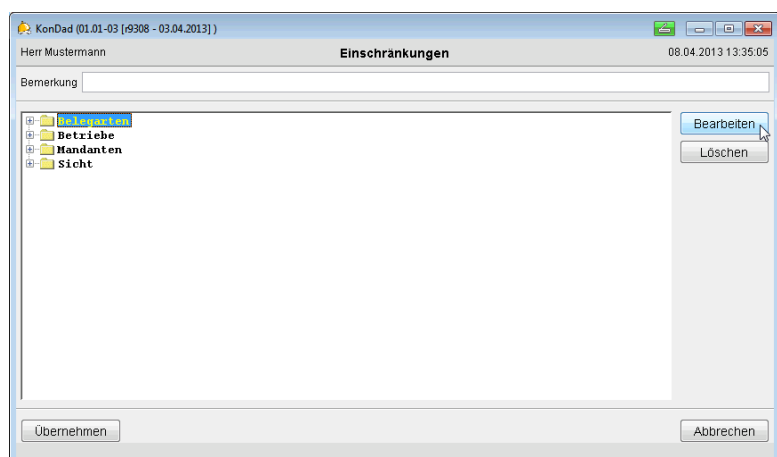 KonDad (01.01-03 [r9308 - 03.04.2013] )
Herr Mustermann Einschränkungen 08.04.2013 13:35:05
Bemerkung
Belegarten
Betriebe
Mandanten
Sicht
Bearbeiten
Löschen
Übernehmen Abbrechen